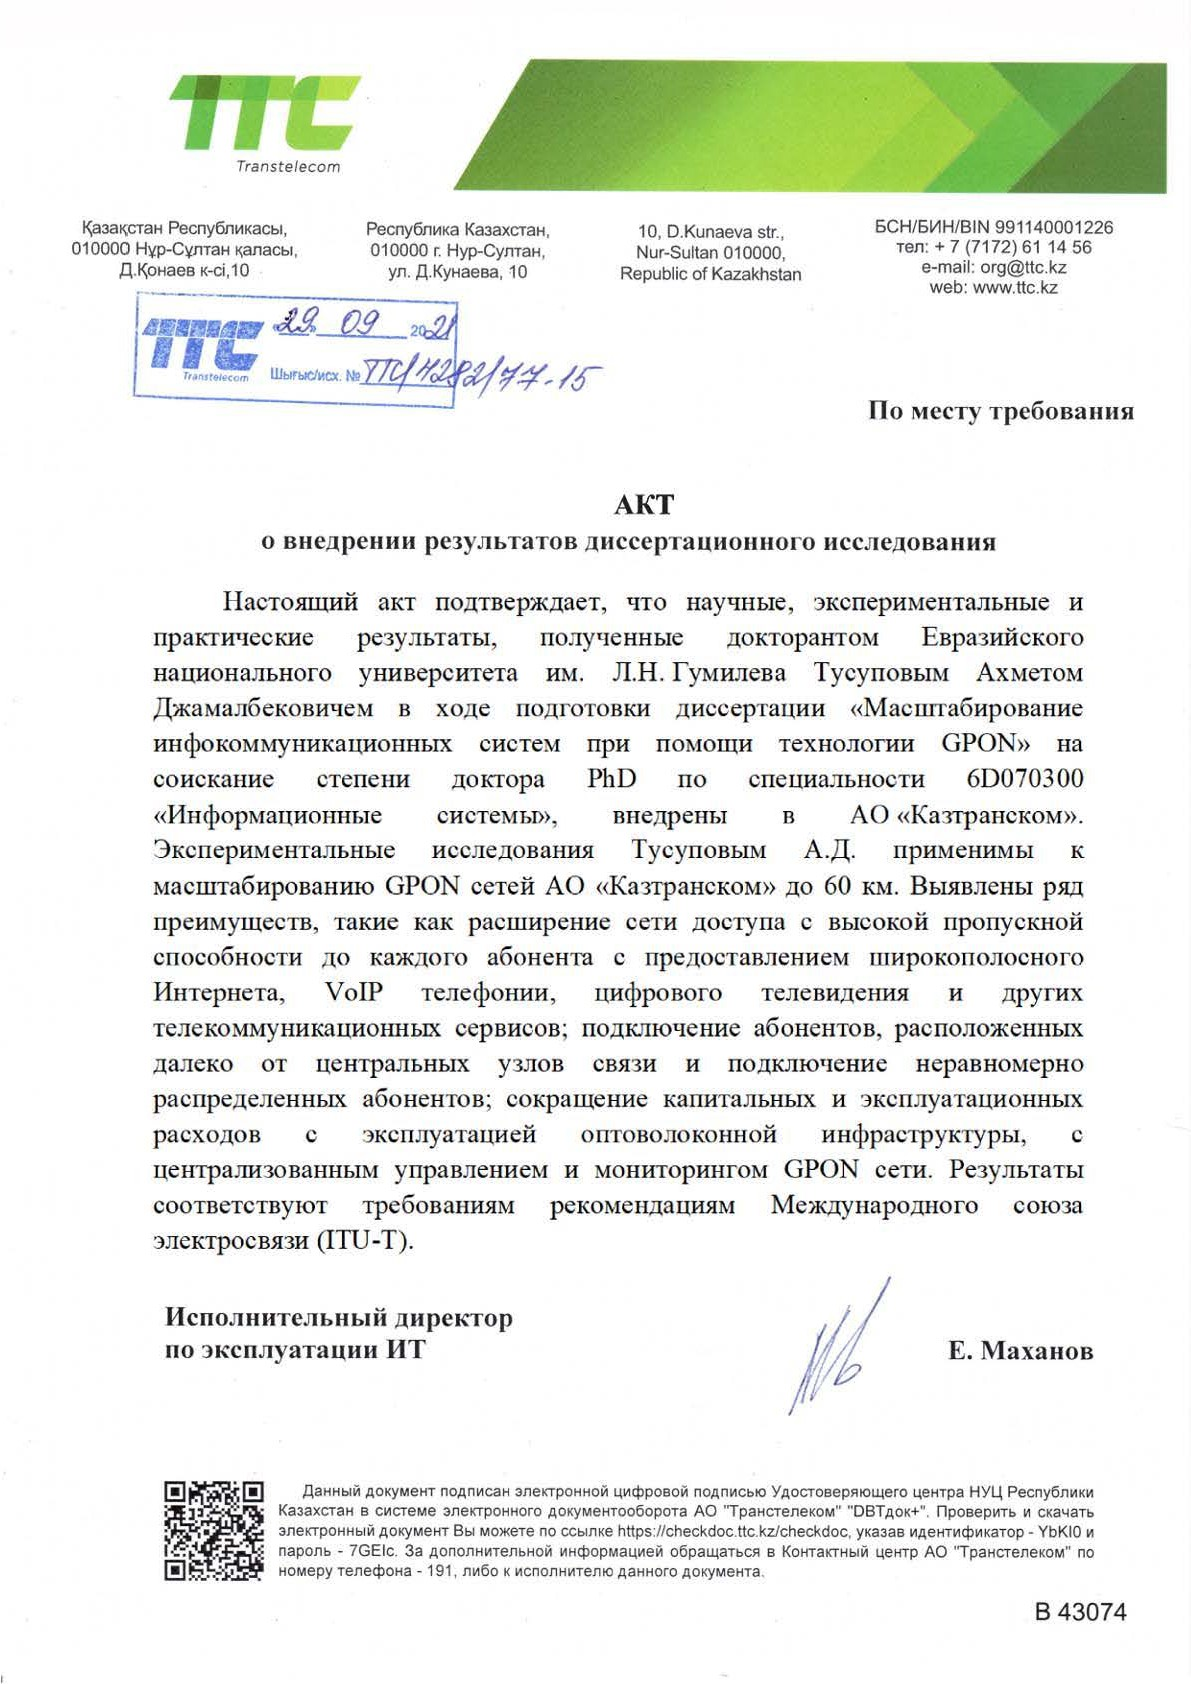 TTC
Transtelecom
Қазақстан Республикасы,
010000 Нұр-Сұлтан қаласы,
Д.Қонаев к-сі,10
Республика Казахстан,
010000 г. Нур-Султан,
ул. Д.Кунаева, 10
10, D.Kunaeva str.,
Nur-Sultan 010000,
Republic of Kazakhstan
БСН/БИН/BIN 991140001226
тел: + 7 (7172) 61 14 56
e-mail: org@ttc.kz
web: www.ttc.kz
TTC
Transtelecom
«29» 09 2021
Шығыс/исх. № ТТС/4282/77-15
По месту требования
АКТ
о внедрении результатов диссертационного исследования
Настоящий акт подтверждает, что научные, экспериментальные и
практические результаты, полученные докторантом Евразийского
национального университета им. Л.Н. Гумилева Тусуповым Ахметом
Джамалбековичем в ходе подготовки диссертации «Масштабирование
инфокоммуникационных систем при помощи технологии GPON» на
соискание степени доктора PhD по специальности 6D070300
«Информационные системы», внедрены в АО «Казтранском».
Экспериментальные исследования Тусуповым А.Д. применимы к
масштабированию GPON сетей АО «Казтранском» до 60 км. Выявлены ряд
преимуществ, такие как расширение сети доступа с высокой пропускной
способности до каждого абонента с предоставлением широкополосного
Интернета, VoIP телефонии, цифрового телевидения и других
телекоммуникационных сервисов; подключение абонентов, расположенных
далеко от центральных узлов связи и подключение неравномерно
распределенных абонентов; сокращение капитальных и эксплуатационных
расходов с эксплуатацией оптоволоконной инфраструктуры, с
централизованным управлением и мониторингом GPON сети. Результаты
соответствуют требованиям рекомендациям Международного союза
электросвязи (ITU-T).
Исполнительный директор
по эксплуатации ИТ
Е. Маханов
Данный документ подписан электронной цифровой подписью Удостоверяющего центра НУЦ Республики
Казахстан в системе электронного документооборота АО "Транстелеком" "DBTдок+". Проверить и скачать
электронный документ Вы можете по ссылке https://checkdoc.ttc.kz/checkdoc, указав идентификатор - YbKI0 и
пароль - 7GEIc. За дополнительной информацией обращаться в Контактный центр АО "Транстелеком" по
номеру телефона - 191, либо к исполнителю данного документа.
В 43074